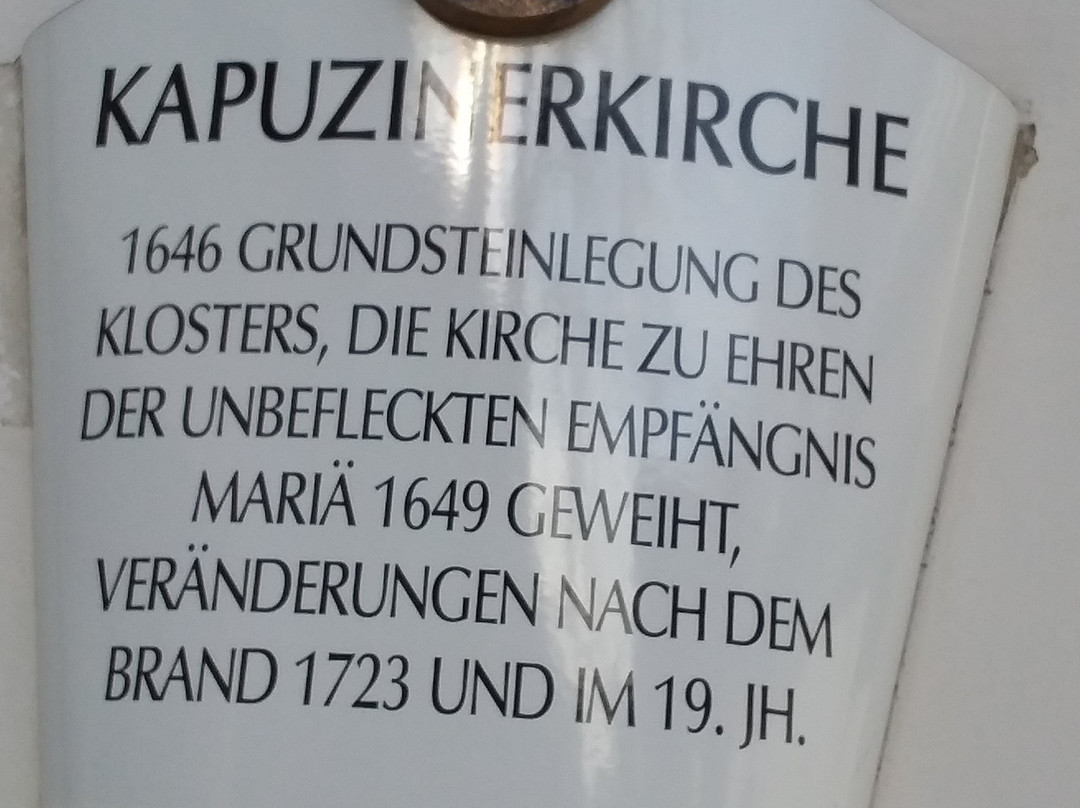 KAPUZINERKIRCHE
1646 GRUNDSTEINLEGUNG DES
KLOSTERS, DIE KIRCHE ZU EHREN
DER UNBEFLECKTEN EMPFÄNGNIS
MARIÄ 1649 GEWEIHT,
VERÄNDERUNGEN NACH DEM
BRAND 1723 UND IM 19. JH.